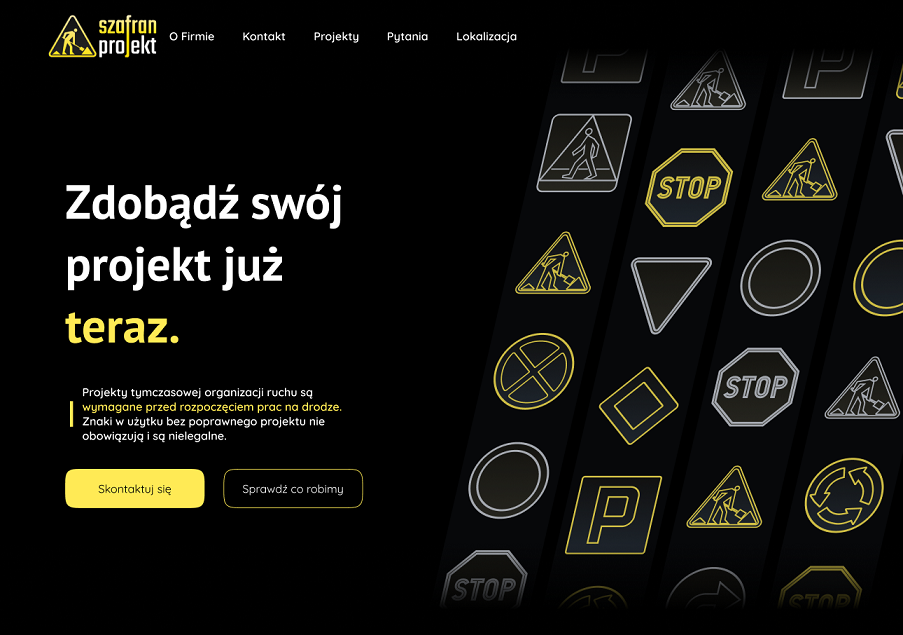 szafran
projekt
O Firmie Kontakt Projekty Pytania Lokalizacja
P P
STOP
Zdobądź swój
projekt już
teraz.
STOP
Projekty tymczasowej organizacji ruchu są
wymagane przed rozpoczęciem prac na drodze.
Znaki w użytku bez poprawnego projektu nie
obowiązują i są nielegalne.
Skontaktuj się Sprawdź co robimy
P
STOP STOP